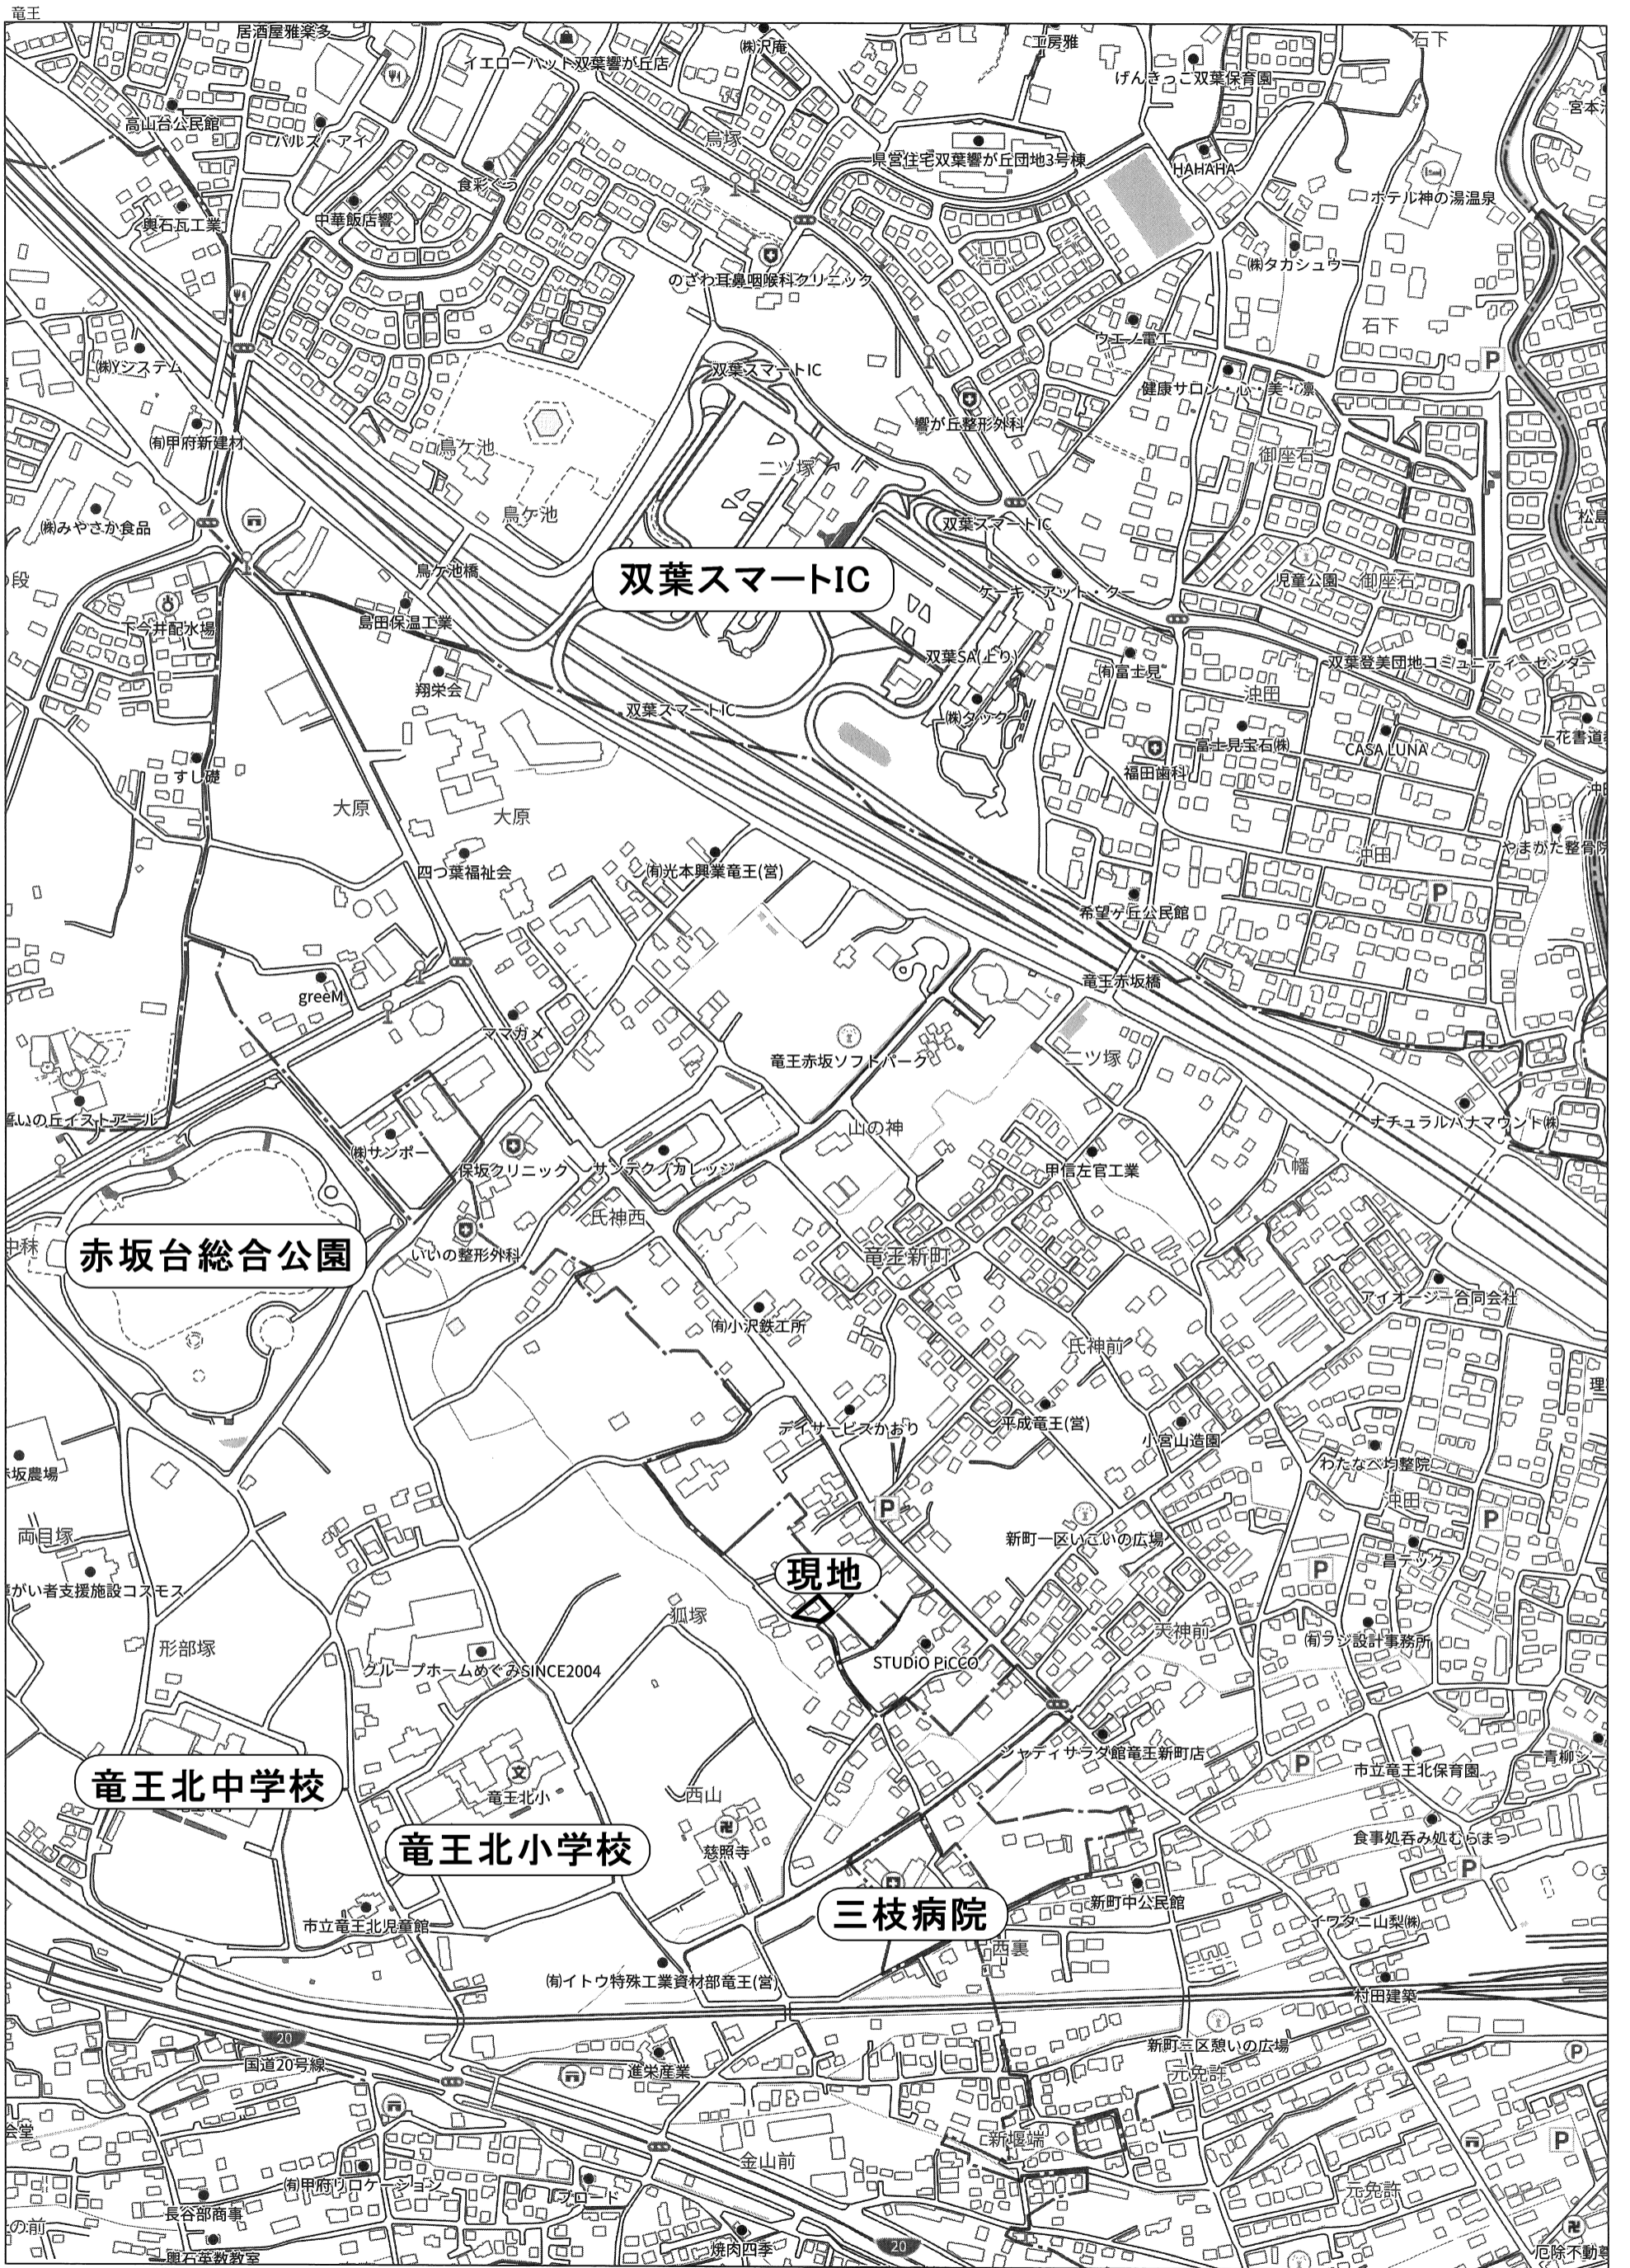 竜王
居酒屋雅楽多
㈱沢庵
工房雅
石下
イエローハット双葉響が丘店
げんきっこ双葉保育園
高山台公民館
パルス・アイ
烏塚
県営住宅双葉響が丘団地3号棟
HAHAHA
食彩ぐう
ホテル神の湯温泉
輿石瓦工業
中華飯店響
㈱タカシュウ
のざわ耳鼻咽喉科クリニック
石下
ウエノ電工
P
㈱Yシステム
双葉スマートIC
健康サロン・心・美・凛
響が丘整形外科
㈲甲府新建材
烏ケ池
二ツ塚
御座石
烏ケ池
㈱みやさか食品
双葉スマートIC
烏ケ池橋
双葉スマートIC
児童公園
御座石
ケーキ・アット・ター
島田保温工業
下今井配水場
双葉SA(上り)
㈲富士見
双葉登美団地コミュニティーセンター
翔栄会
沖田
双葉スマートIC
㈱タック
富士見宝石㈱
CASA LUNA
福田歯科
すし礎
大原
大原
沖田
やまがた整骨院
四つ葉福祉会
㈲光本興業竜王(営)
P
希望ケ丘公民館
竜王赤坂橋
greeM
ママガメ
竜王赤坂ソフトパーク
二ツ塚
誓いの丘イストアール
山の神
ナチュラルハナマウント㈱
㈱サンポー
保坂クリニック
サンテクノカレッジ
甲信左官工業
八幡
氏神西
赤坂台総合公園
いいの整形外科
竜王新町
アイオージー合同会社
㈲小沢鉄工所
氏神前
デイサービスかおり
平成竜王(営)
小宮山造園
わたなべ均整院
坂農場
沖田
P
両目塚
新町一区いこいの広場
P
昌テック
P
がい者支援施設コスモス
現地
狐塚
天神前
㈲ラジ設計事務所
形部塚
グループホームめぐみSINCE2004
STUDiO PiCCO
シャディサラダ館竜王新町店
P
市立竜王北保育園
青柳シー
竜王北中学校
竜王北小
西山
竜王北小学校
慈照寺
食事処呑み処むらまつ
P
三枝病院
新町中公民館
イワタニ山梨㈱
市立竜王北児童館
西裏
㈲イトウ特殊工業資材部竜王(営)
村田建築
20
国道20号線
進栄産業
新町三区憩いの広場
元免許
P
会堂
新堰端
P
金山前
㈲甲府リロケーション
ブロード
元免許
長谷部商事
の前
輿石英数教室
焼肉四季
20
厄除不動尊